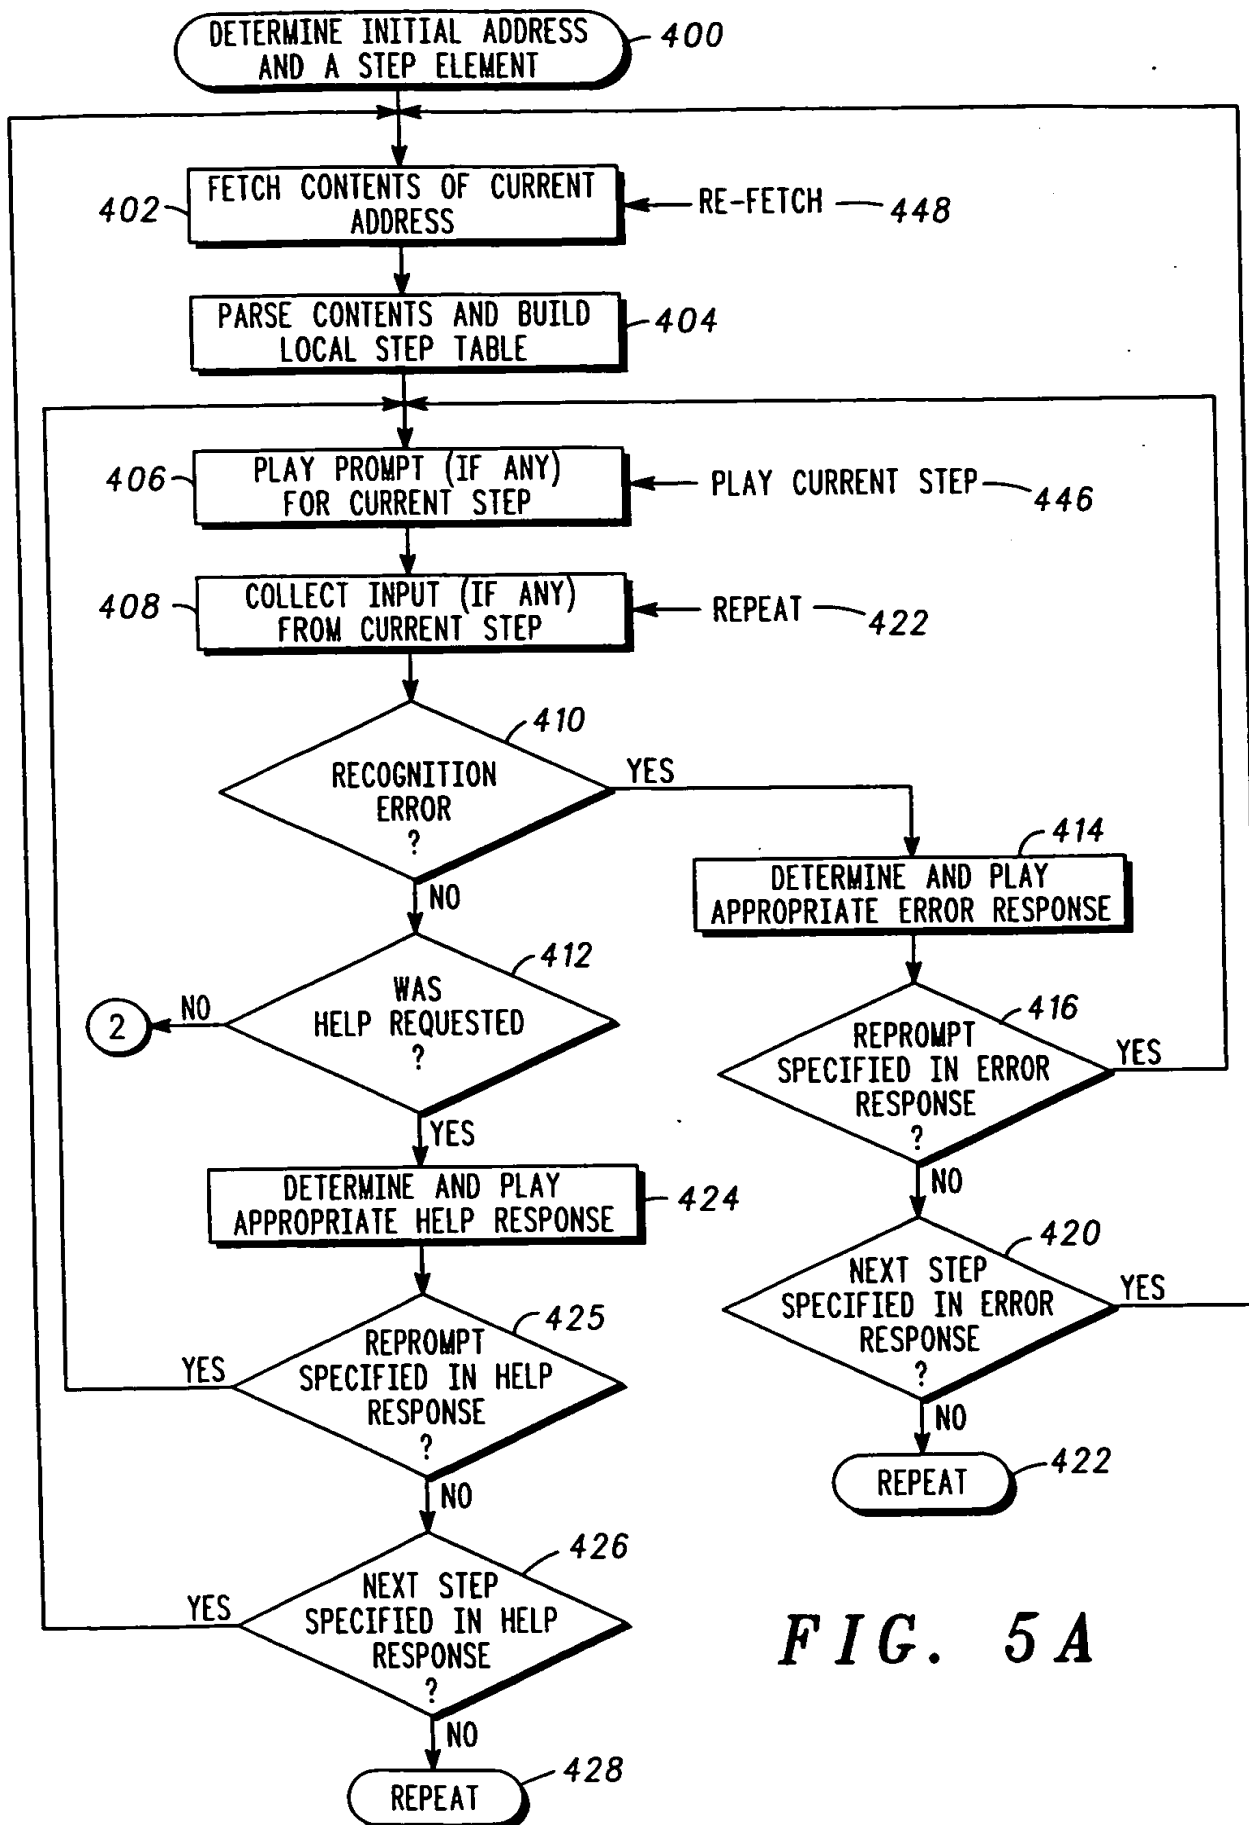 DETERMINE INITIAL ADDRESS
AND A STEP ELEMENT
400
FETCH CONTENTS OF CURRENT
ADDRESS
402
RE-FETCH
448
PARSE CONTENTS AND BUILD
LOCAL STEP TABLE
404
PLAY PROMPT (IF ANY)
FOR CURRENT STEP
406
PLAY CURRENT STEP
446
COLLECT INPUT (IF ANY)
FROM CURRENT STEP
408
REPEAT
422
410
RECOGNITION
ERROR
?
YES
NO
414
DETERMINE AND PLAY
APPROPRIATE ERROR RESPONSE
412
WAS
HELP REQUESTED
?
NO
2
YES
416
REPROMPT
SPECIFIED IN ERROR
RESPONSE
?
YES
NO
DETERMINE AND PLAY
APPROPRIATE HELP RESPONSE
424
420
NEXT STEP
SPECIFIED IN ERROR
RESPONSE
?
YES
NO
425
REPROMPT
SPECIFIED IN HELP
RESPONSE
?
YES
NO
REPEAT
422
426
NEXT STEP
SPECIFIED IN HELP
RESPONSE
?
YES
NO
REPEAT
428
FIG. 5A